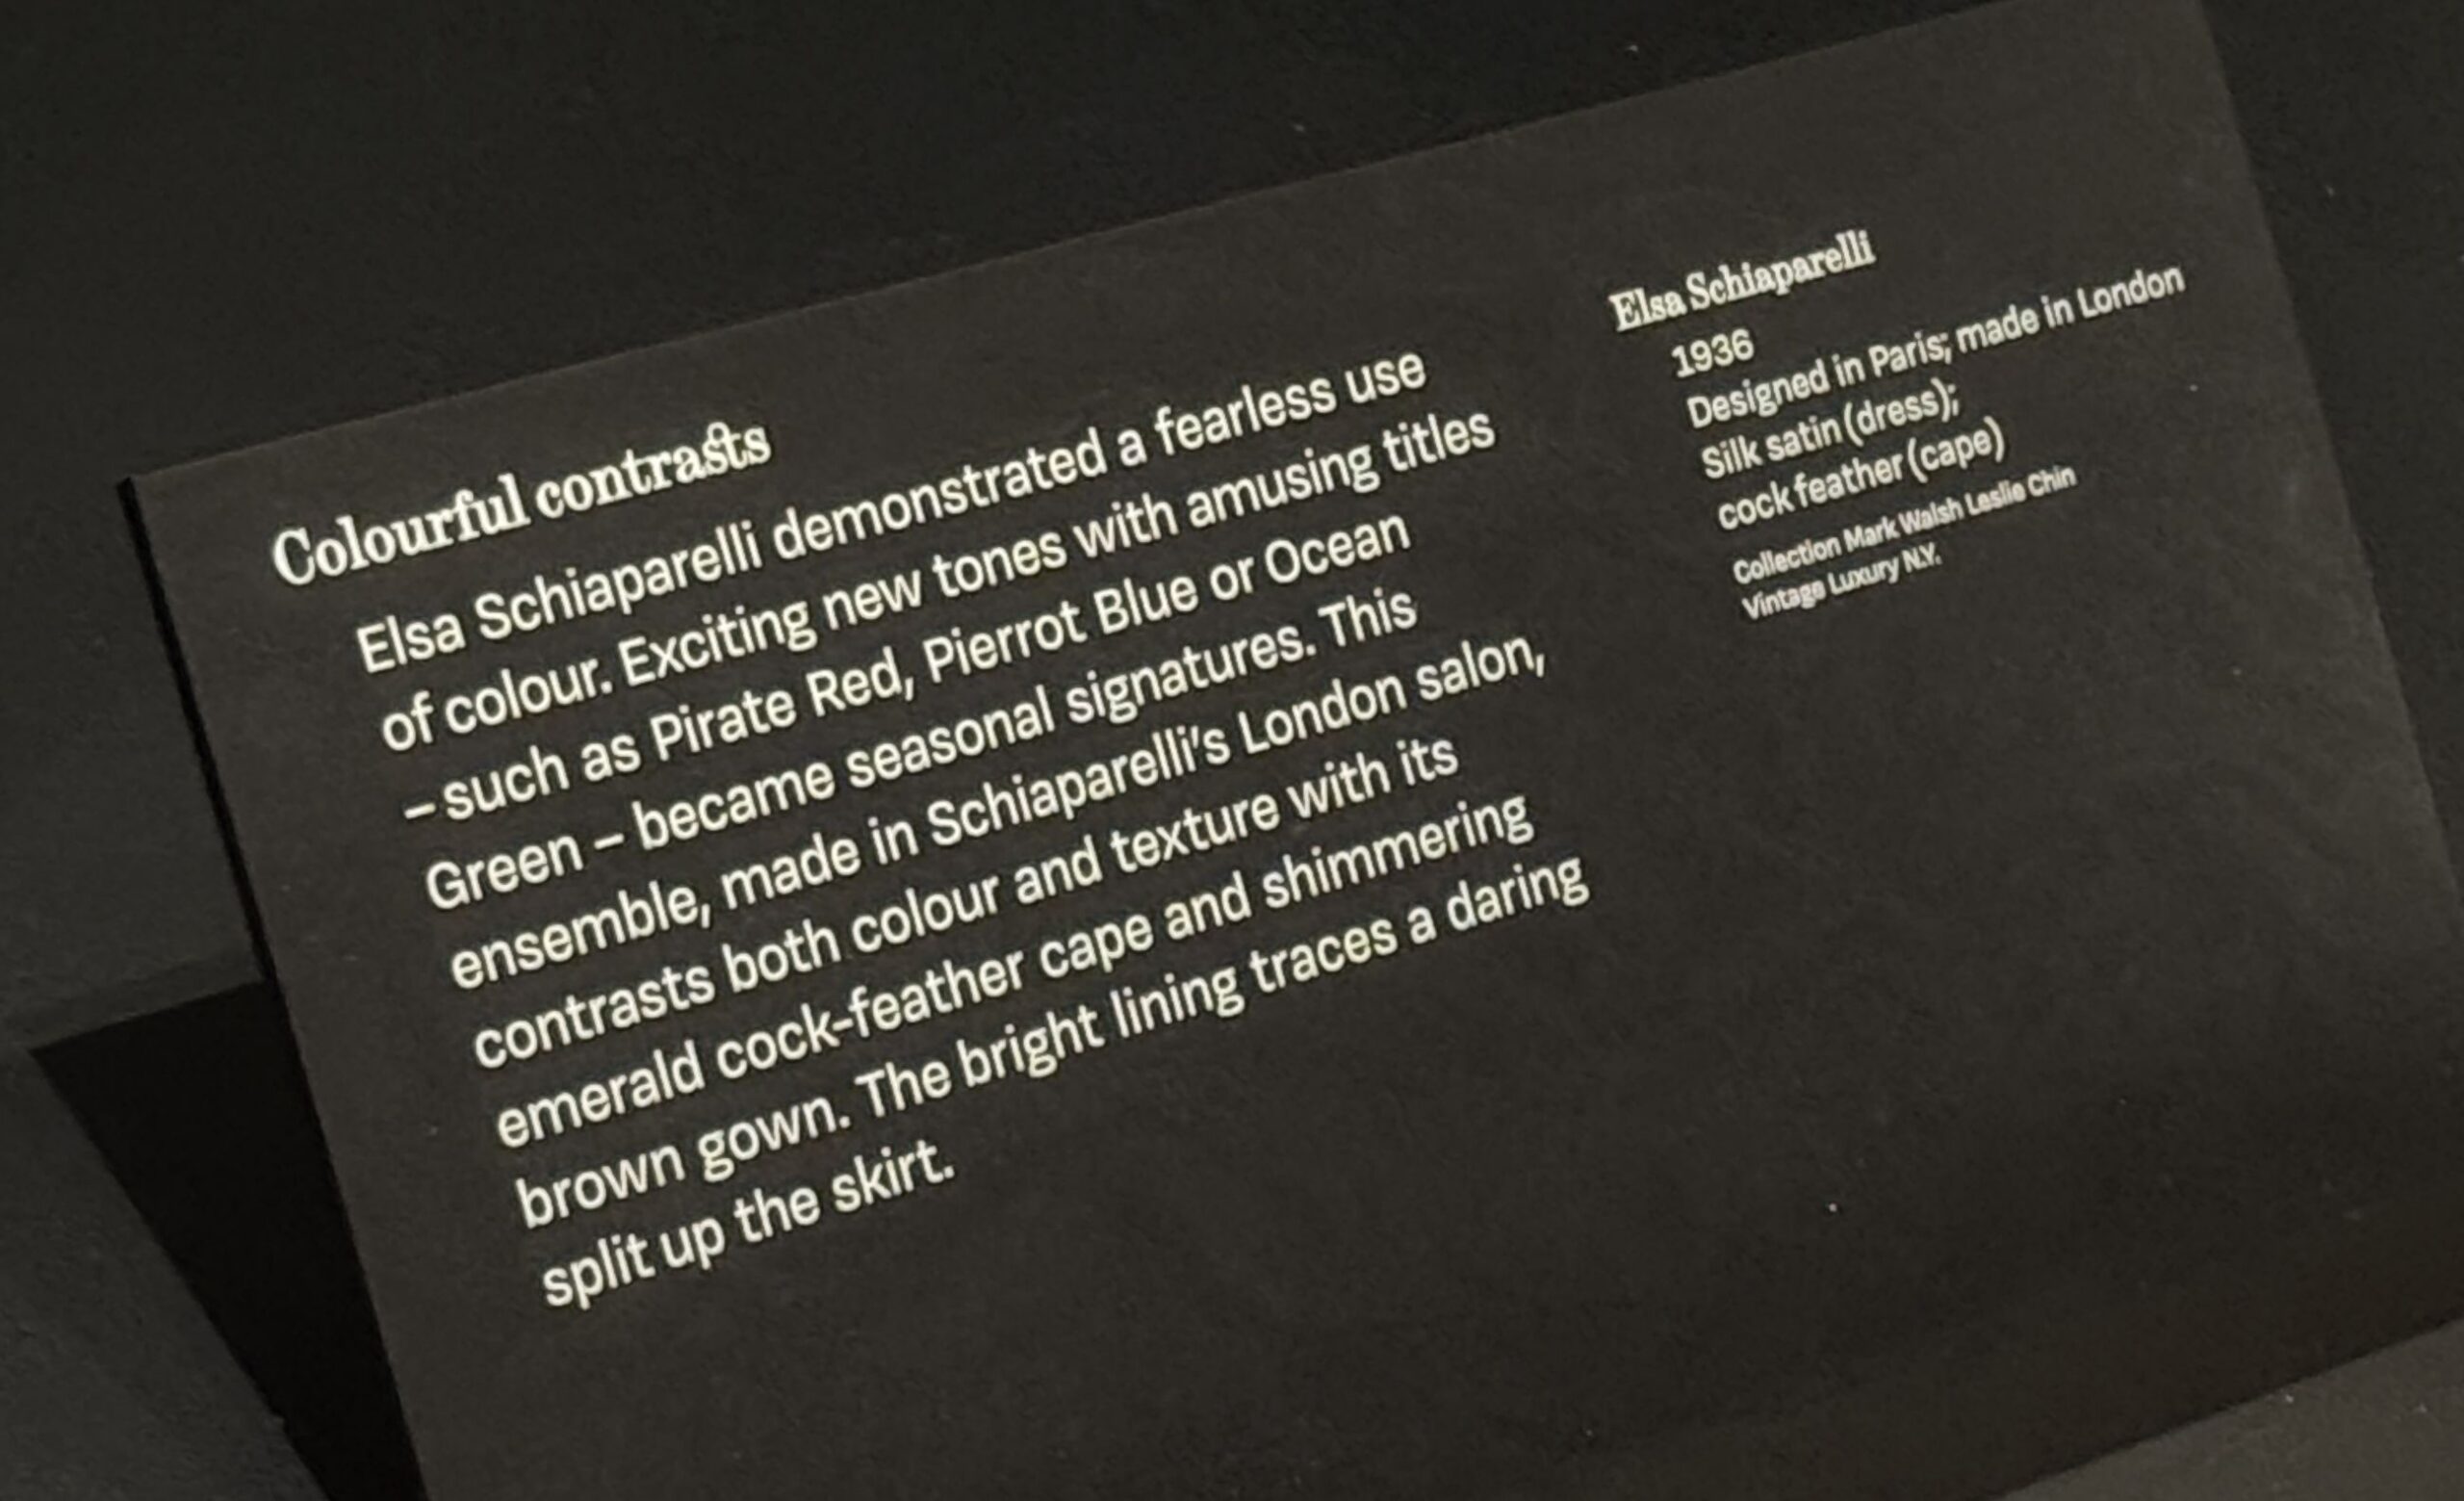 Colourful contrasts
Elsa Schiaparelli demonstrated a fearless use
of colour. Exciting new tones with amusing titles
– such as Pirate Red, Pierrot Blue or Ocean
Green – became seasonal signatures. This
ensemble, made in Schiaparelli's London salon,
contrasts both colour and texture with its
emerald cock-feather cape and shimmering
brown gown. The bright lining traces a daring
split up the skirt.
Elsa Schiaparelli
1936
Designed in Paris; made in London
Silk satin (dress);
cock feather (cape)
Collection Mark Walsh Leslie Chin
Vintage Luxury N.Y.